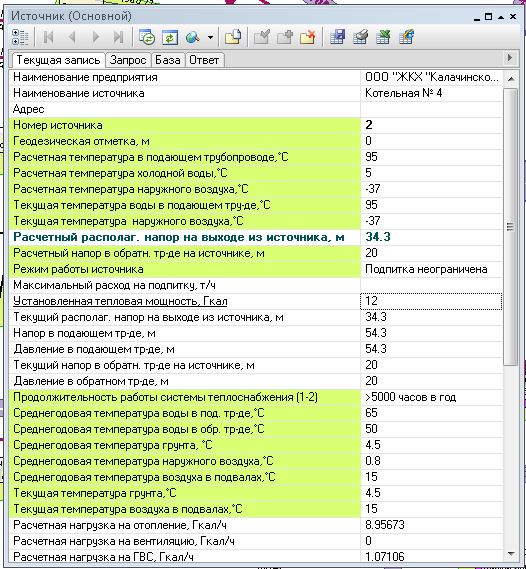 Источник (Основной)
Текущая запись Запрос База Ответ
Наименование предприятия ООО "ЖКХ "Калачинско...
Наименование источника Котельная № 4
Адрес
Номер источника 2
Геодезическая отметка, м 0
Расчетная температура в подающем трубопроводе,°С 95
Расчетная температура холодной воды,°С 5
Расчетная температура наружного воздуха,°С -37
Текущая температура воды в подающем тру-де,°С 95
Текущая температура наружного воздуха,°С -37
Расчетный располаг. напор на выходе из источника, м 34.3
Расчетный напор в обратн. тр-де на источнике, м 20
Режим работы источника Подпитка неограничена
Максимальный расход на подпитку, т/ч
Установленная тепловая мощность, Гкал 12
Текущий располаг. напор на выходе из источника, м 34.3
Напор в подающем тр-де, м 54.3
Давление в подающем тр-де, м 54.3
Текущий напор в обратн. тр-де на источнике, м 20
Давление в обратном тр-де, м 20
Продолжительность работы системы теплоснабжения (1-2) >5000 часов в год
Среднегодовая температура воды в под. тр-де,°С 65
Среднегодовая температура воды в обр. тр-де,°С 50
Среднегодовая температура грунта, °С 4.5
Среднегодовая температура наружного воздуха,°С 0.8
Среднегодовая температура воздуха в подвалах,°С 15
Текущая температура грунта,°С 4.5
Текущая температура воздуха в подвалах,°С 15
Расчетная нагрузка на отопление, Гкал/ч 8.95673
Расчетная нагрузка на вентиляцию, Гкал/ч 0
Расчетная нагрузка на ГВС, Гкал/ч 1.07106